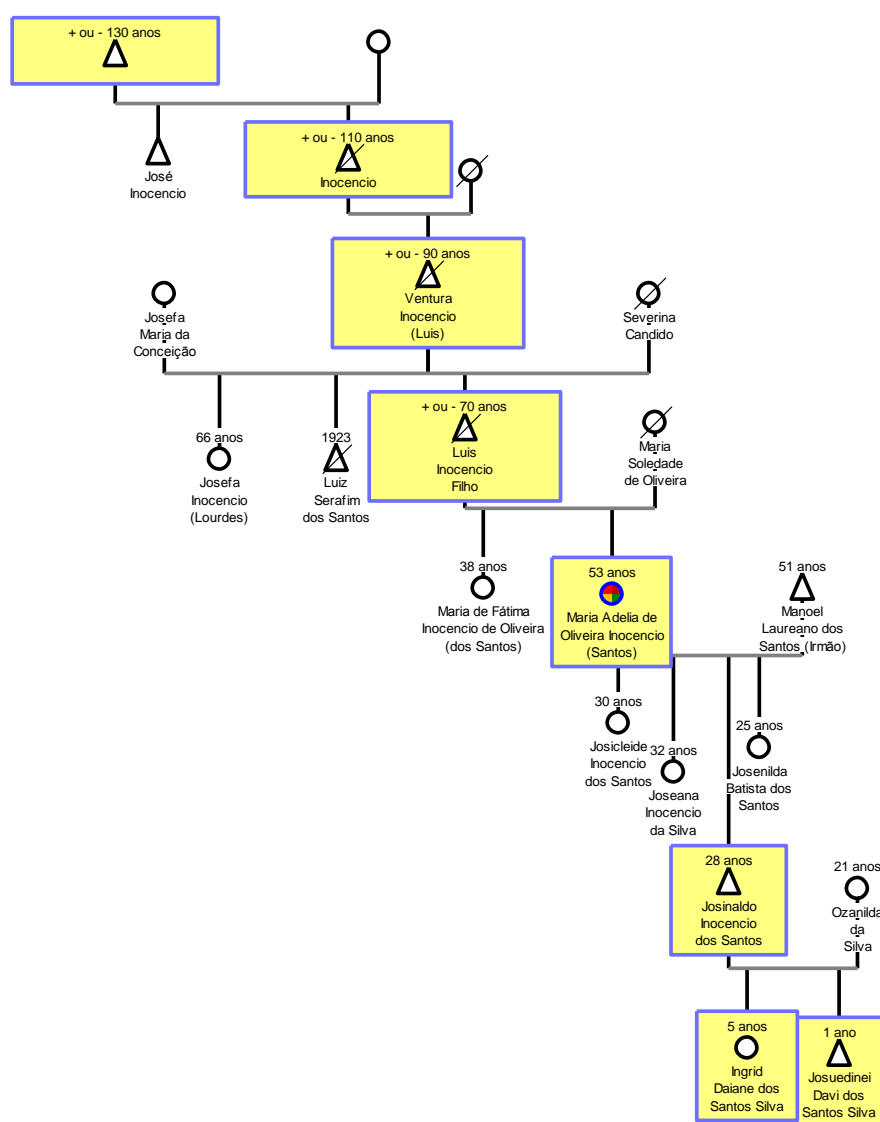 + ou - 130 anos
José
Inocencio
+ ou - 110 anos
Inocencio
+ ou - 90 anos
Ventura
Inocencio
(Luis)
Josefa
Maria da
Conceição
Severina
Candido
66 anos
Josefa
Inocencio
(Lourdes)
1923
Luiz
Serafim
dos Santos
+ ou - 70 anos
Luis
Inocencio
Filho
Maria
Soledade
de Oliveira
38 anos
Maria de Fátima
Inocencio de Oliveira
(dos Santos)
53 anos
Maria Adelia de
Oliveira Inocencio
(Santos)
51 anos
Manoel
Laureano dos
Santos (Irmão)
30 anos
Josicleide
Inocencio
dos Santos
32 anos
Joseana
Inocencio
da Silva
25 anos
Josenilda
Batista dos
Santos
28 anos
Josinaldo
Inocencio
dos Santos
21 anos
Ozanilda
da
Silva
5 anos
Ingrid
Daiane dos
Santos Silva
1 ano
Josuedinei
Davi dos
Santos Silva